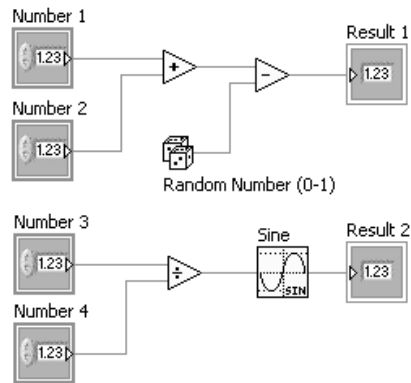 Number 1
1.23
Number 2
1.23
+
-
Result 1
1.23
Random Number (0-1)
Number 3
1.23
Number 4
1.23
÷
Sine
SIN
Result 2
1.23